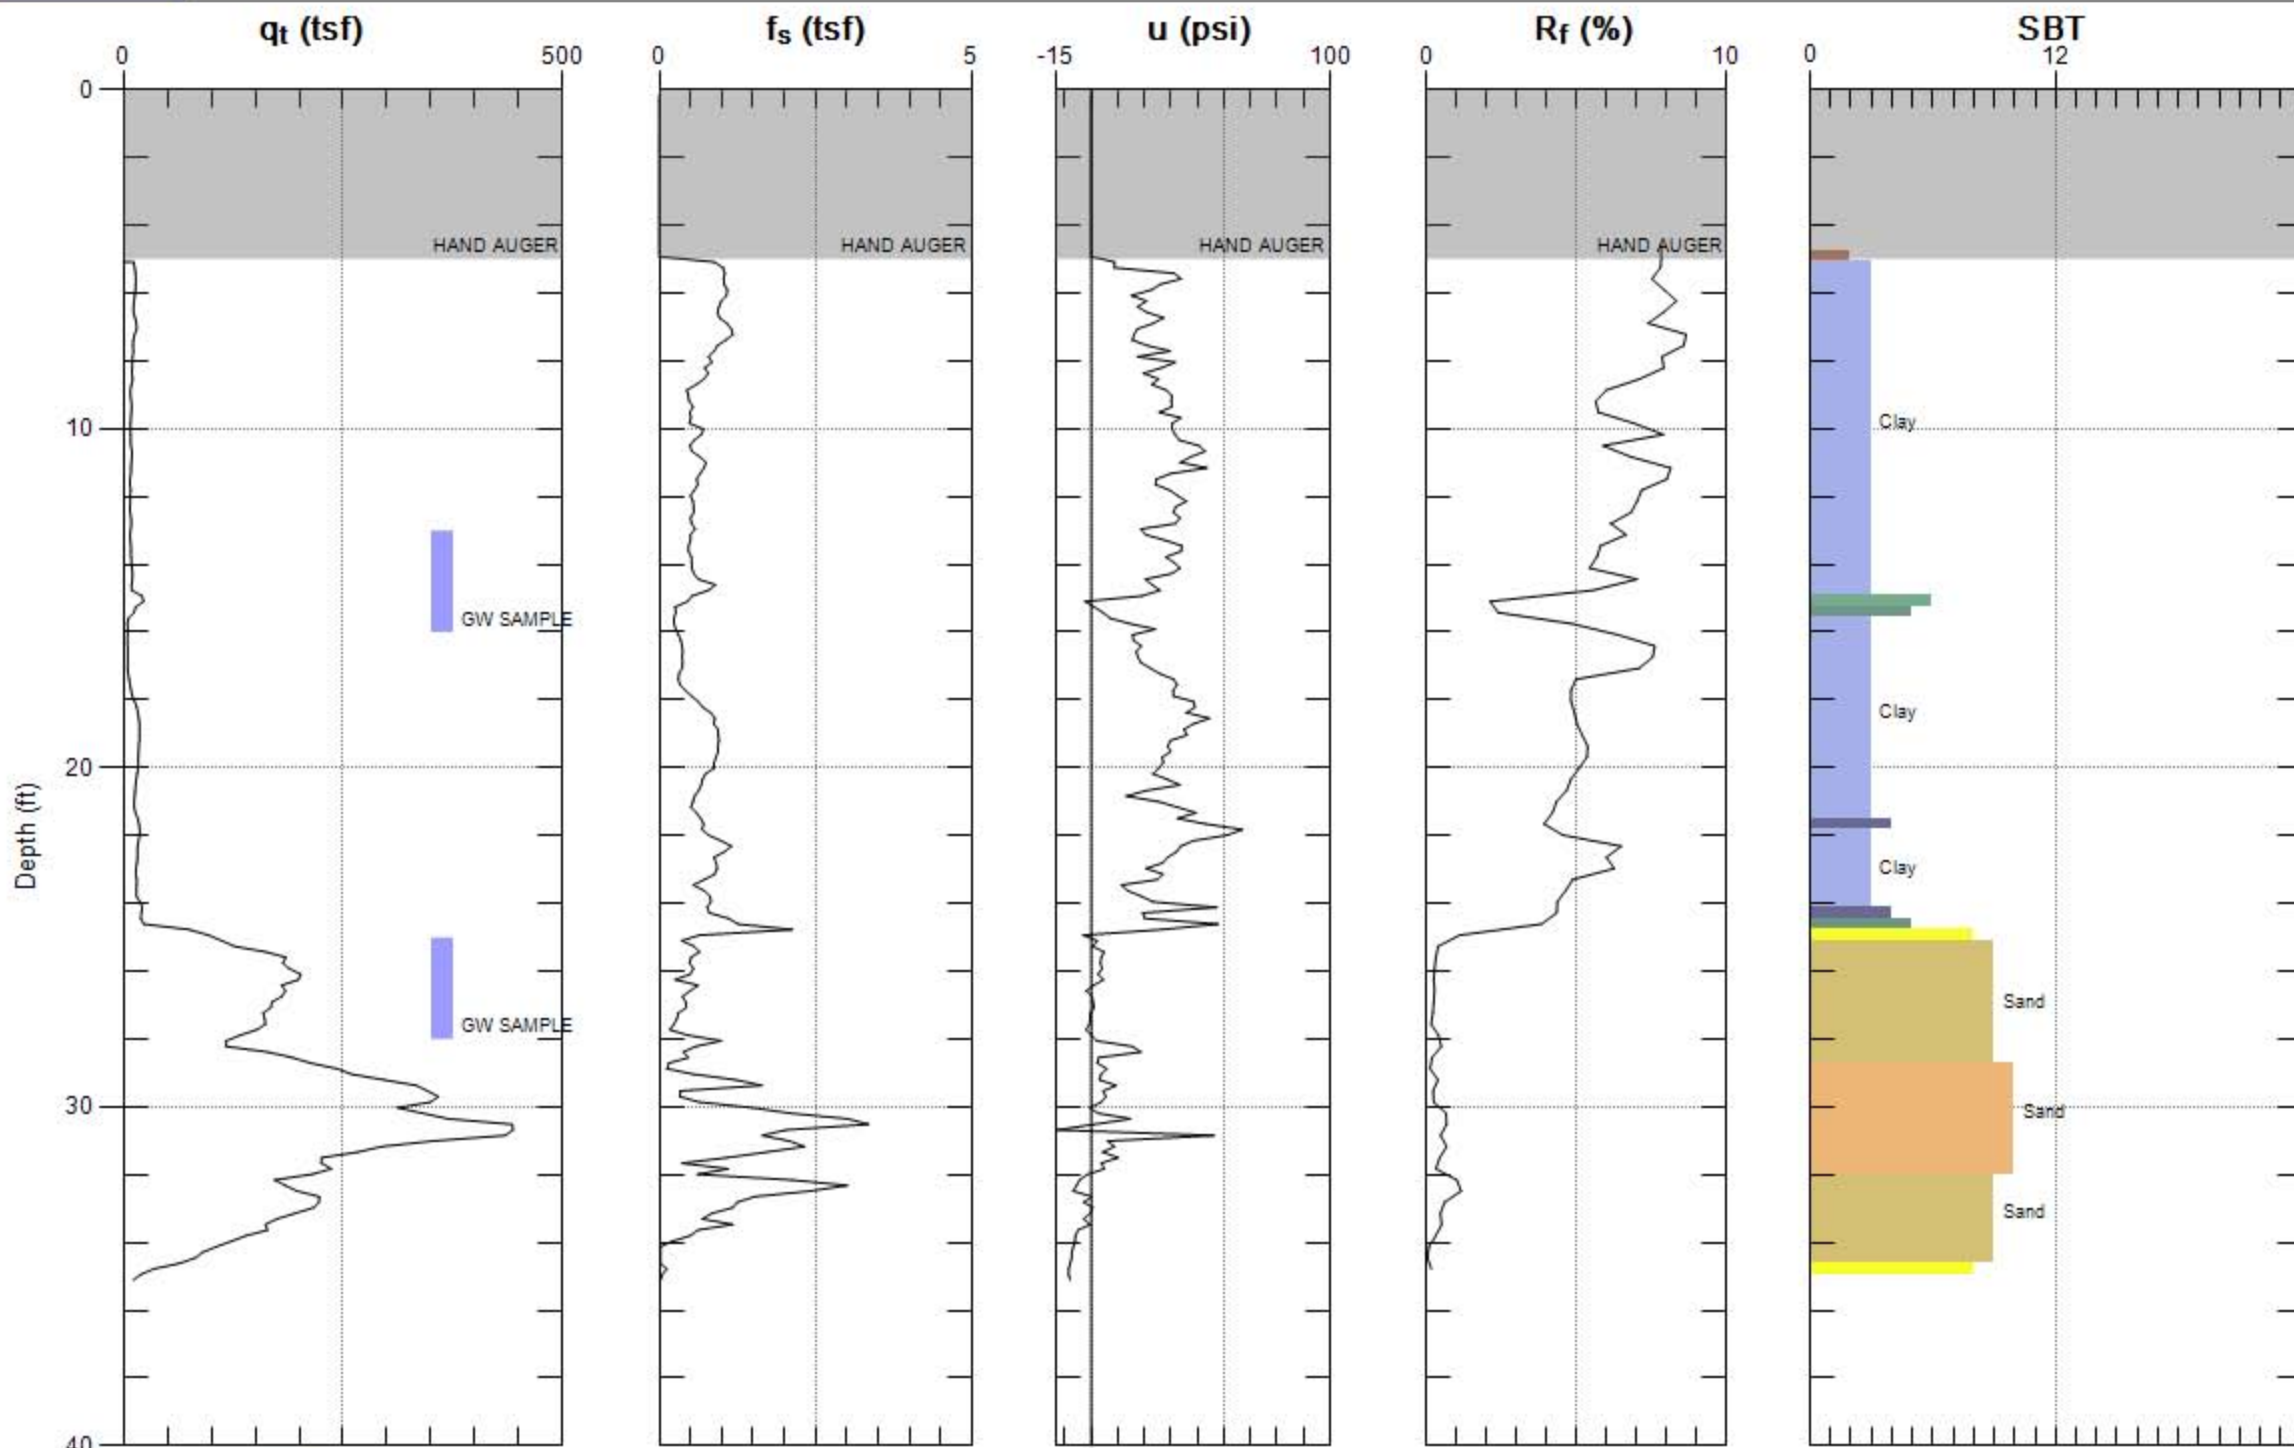 qt (tsf)
fs (tsf)
u (psi)
Rf (%)
SBT
0 500
0 5
-15 100
0 10
0 12
0
HAND AUGER
HAND AUGER
HAND AUGER
HAND AUGER
10
Clay
GW SAMPLE
Clay
20
Depth (ft)
Clay
Sand
GW SAMPLE
30
Sand
Sand
40